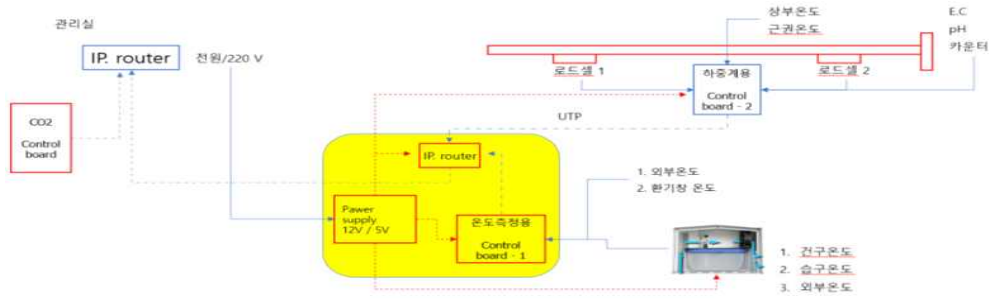 관리실
IP. router
전원/220 V
CO2
Control
board
상부온도
근권온도
E.C
pH
카운터
로드셀 1
로드셀 2
하중계용
Control
board - 2
UTP
IP. router
Pawer
supply
12V / 5V
온도측정용
Control
board - 1
1. 외부온도
2. 환기창 온도
1. 건구온도
2. 습구온도
3. 외부온도